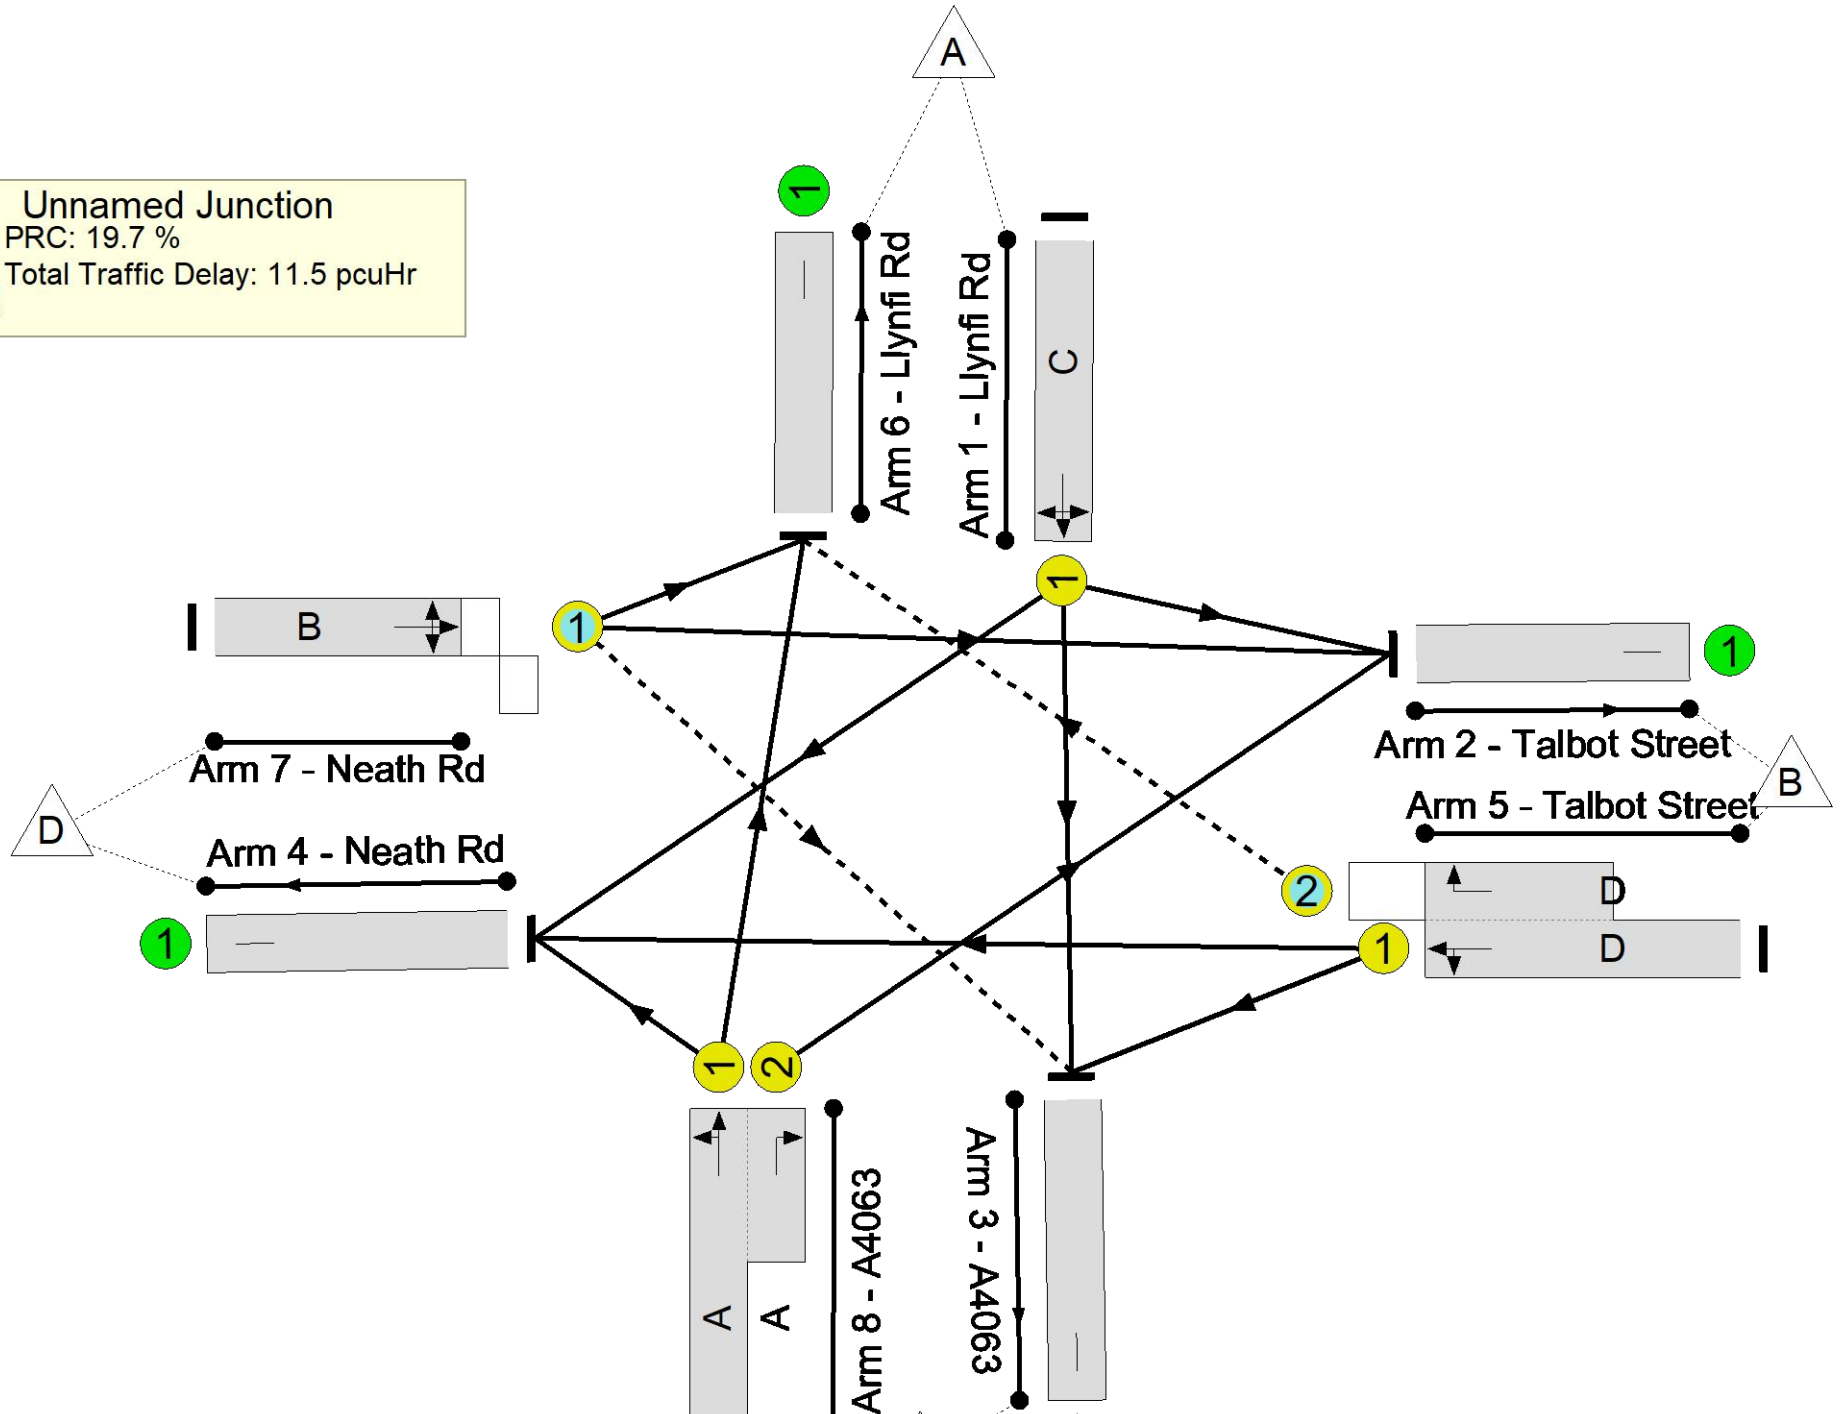 A
Unnamed Junction
PRC: 19.7 %
Total Traffic Delay: 11.5 pcuHr
1
Arm 6 - Llynfi Rd
Arm 1 - Llynfi Rd
C
1
B
1
1
Arm 7 - Neath Rd
Arm 2 - Talbot Street
B
D
Arm 5 - Talbot Street
Arm 4 - Neath Rd
2
D
1
1
D
1
2
A
A
Arm 8 - A4063
Arm 3 - A4063